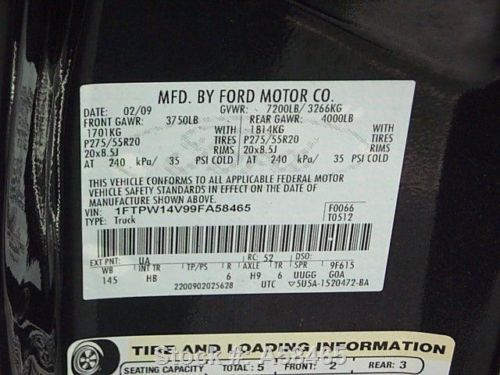 MFD. BY FORD MOTOR CO.
DATE: 02/09 GVWR: 7200LB/ 3266KG
FRONT GAWR: 3750LB REAR GAWR: 4000LB
1701KG WITH 1814KG WITH
P275/55R20 TIRES P275/55R20 TIRES
20x8.5J RIMS 20x8.5J RIMS
AT 240 kPa/ 35 PSI COLD AT 240 kPa/ 35 PSI COLD
THIS VEHICLE CONFORMS TO ALL APPLICABLE FEDERAL MOTOR
VEHICLE SAFETY AND THEFT PREVENTION STANDARDS IN EFFECT
ON THE DATE OF MANUFACTURE SHOWN ABOVE.
VIN: 1FTPW14V99FA58465 F0066
TYPE: Truck T0512
EXT PNT: UA RC: 52 DSO:
WB INT TR TP/PS R AXLE TR SPR 9F615
145 HB 6 H9 6 UUGG GOA
2200902025628 UTC 5U5A-1520472-BA
TIRE AND LOADING INFORMATION
SEATING CAPACITY TOTAL: 5 FRONT: 2 REAR: 3
Stock #: A58465